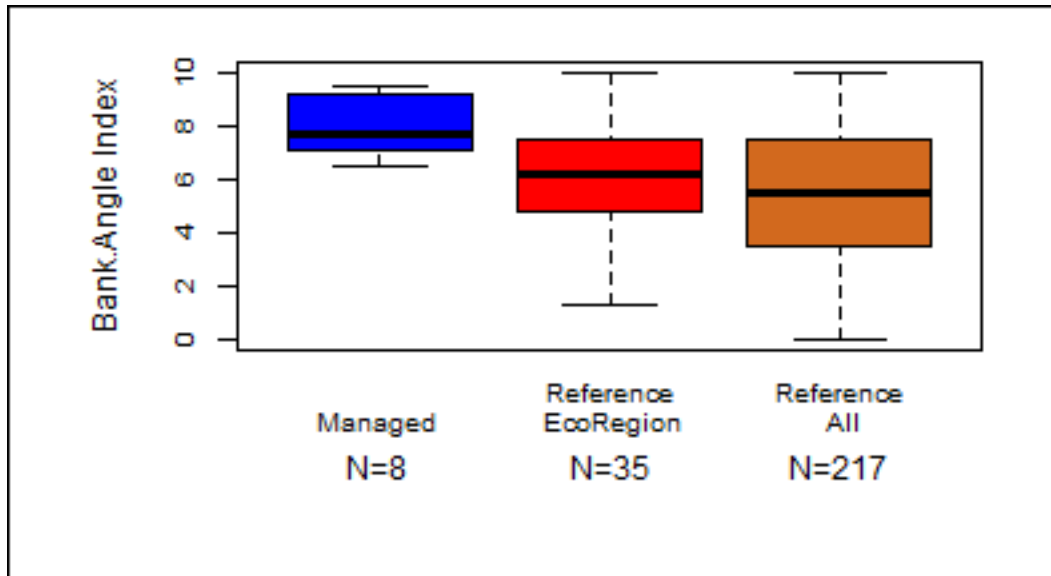 Bank.Angle Index
10
8
6
4
2
0
Reference
Reference
Managed
EcoRegion
All
N=8
N=35
N=217